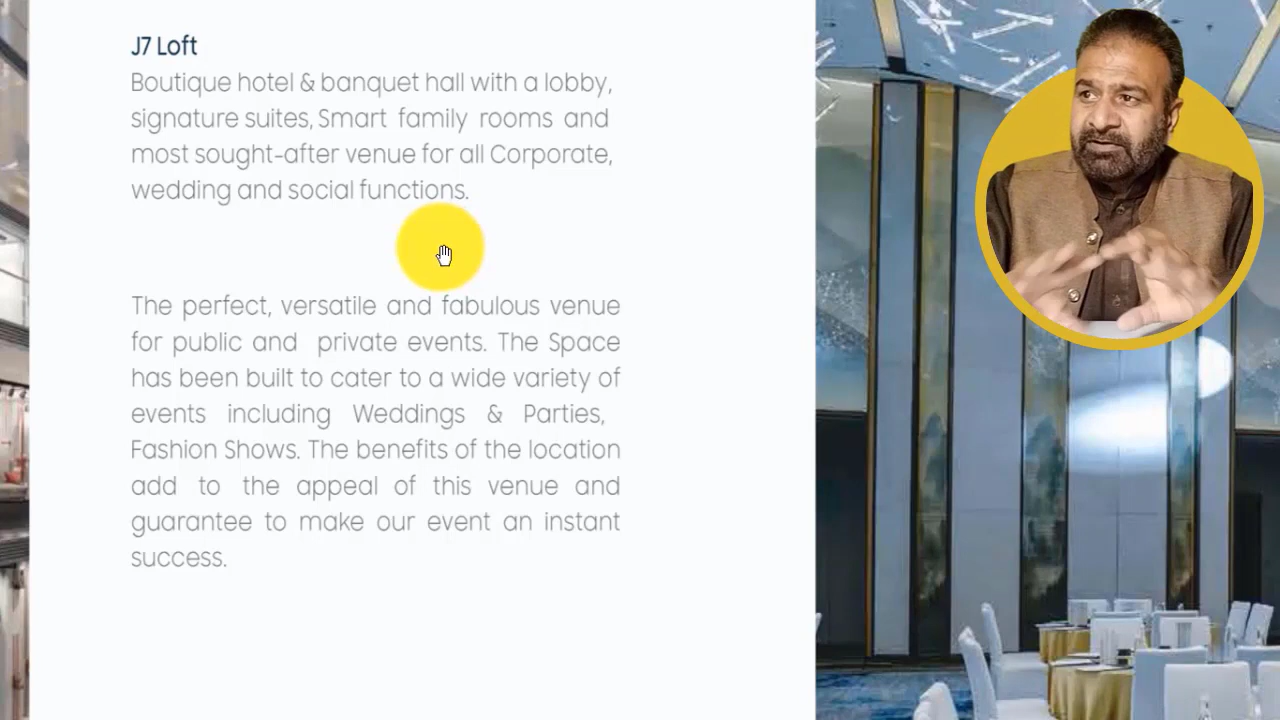 J7 Loft
Boutique hotel & banquet hall with a lobby,
signature suites, Smart family rooms and
most sought-after venue for all Corporate,
wedding and social functions.
The perfect, versatile and fabulous venue
for public and private events. The Space
has been built to cater to a wide variety of
events including Weddings & Parties,
Fashion Shows. The benefits of the location
add to the appeal of this venue and
guarantee to make our event an instant
success.